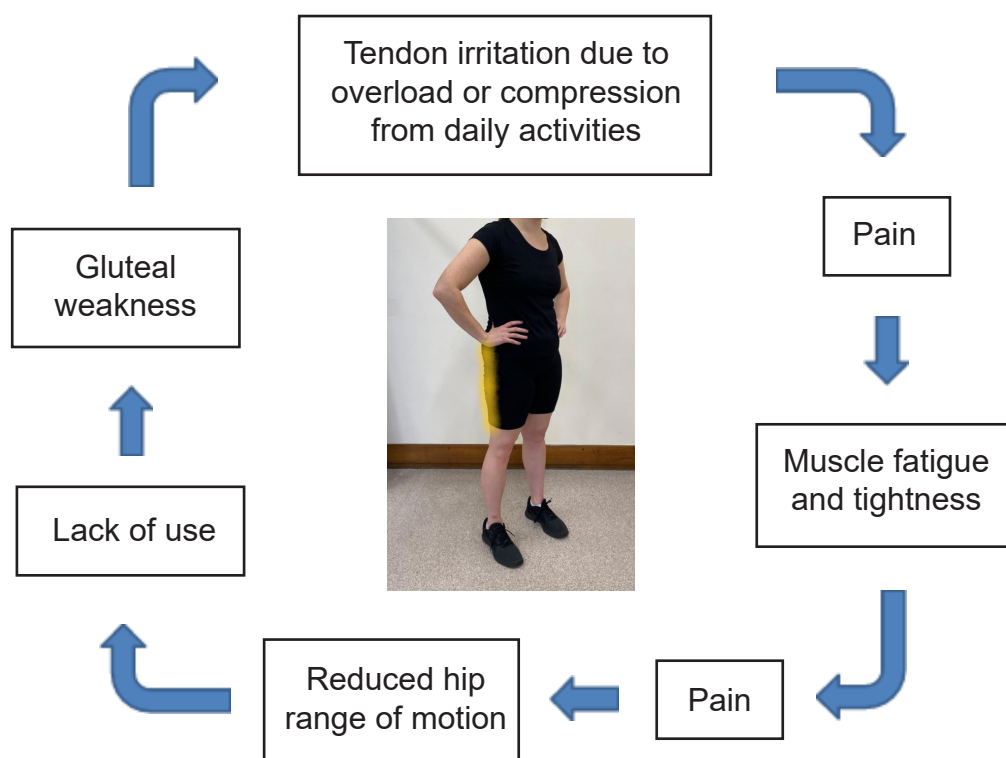 Tendon irritation due to
overload or compression
from daily activities
Pain
Muscle fatigue
and tightness
Pain
Reduced hip
range of motion
Lack of use
Gluteal
weakness